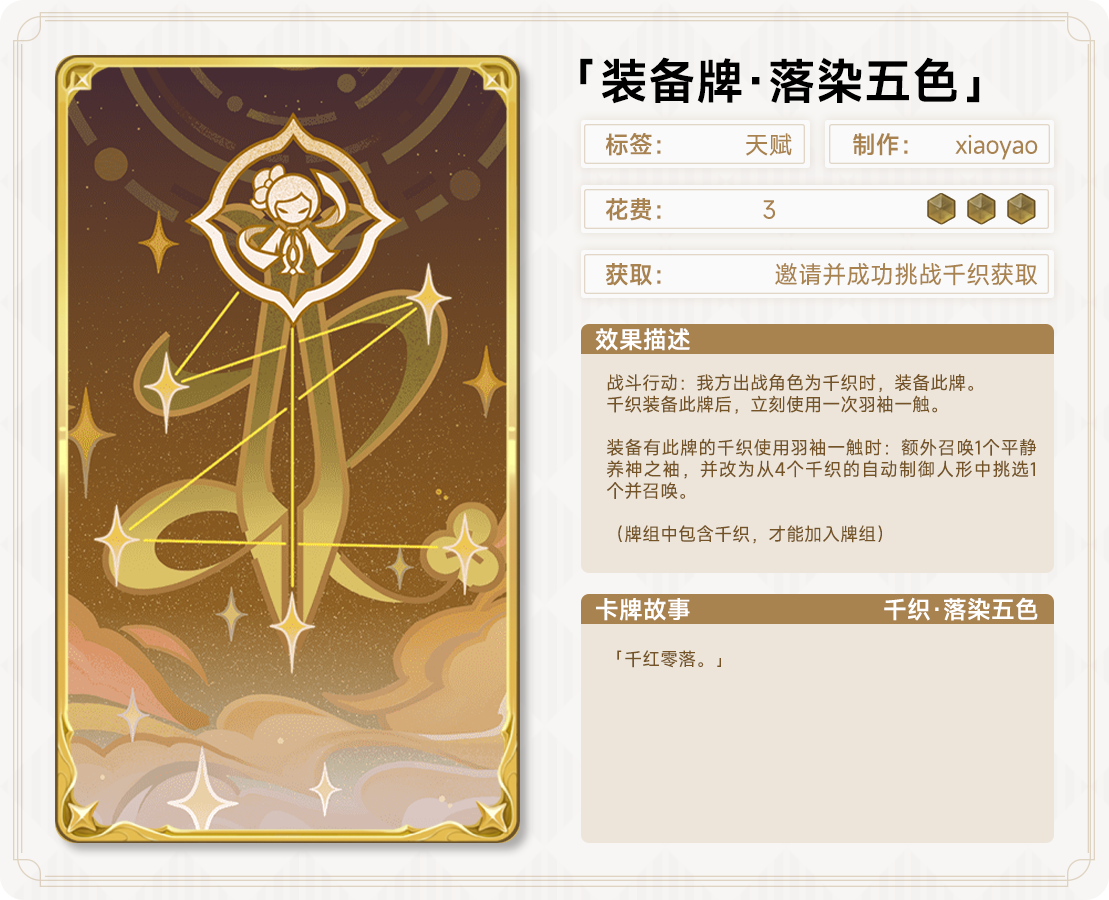 「装备牌·落染五色」
标签： 天赋
制作： xiaoyao
花费： 3
获取： 邀请并成功挑战千织获取
效果描述
战斗行动：我方出战角色为千织时，装备此牌。
千织装备此牌后，立刻使用一次羽袖一触。
装备有此牌的千织使用羽袖一触时：额外召唤1个平静
养神之袖，并改为从4个千织的自动制御人形中挑选1
个并召唤。
（牌组中包含千织，才能加入牌组）
卡牌故事 千织·落染五色
「千红零落。」